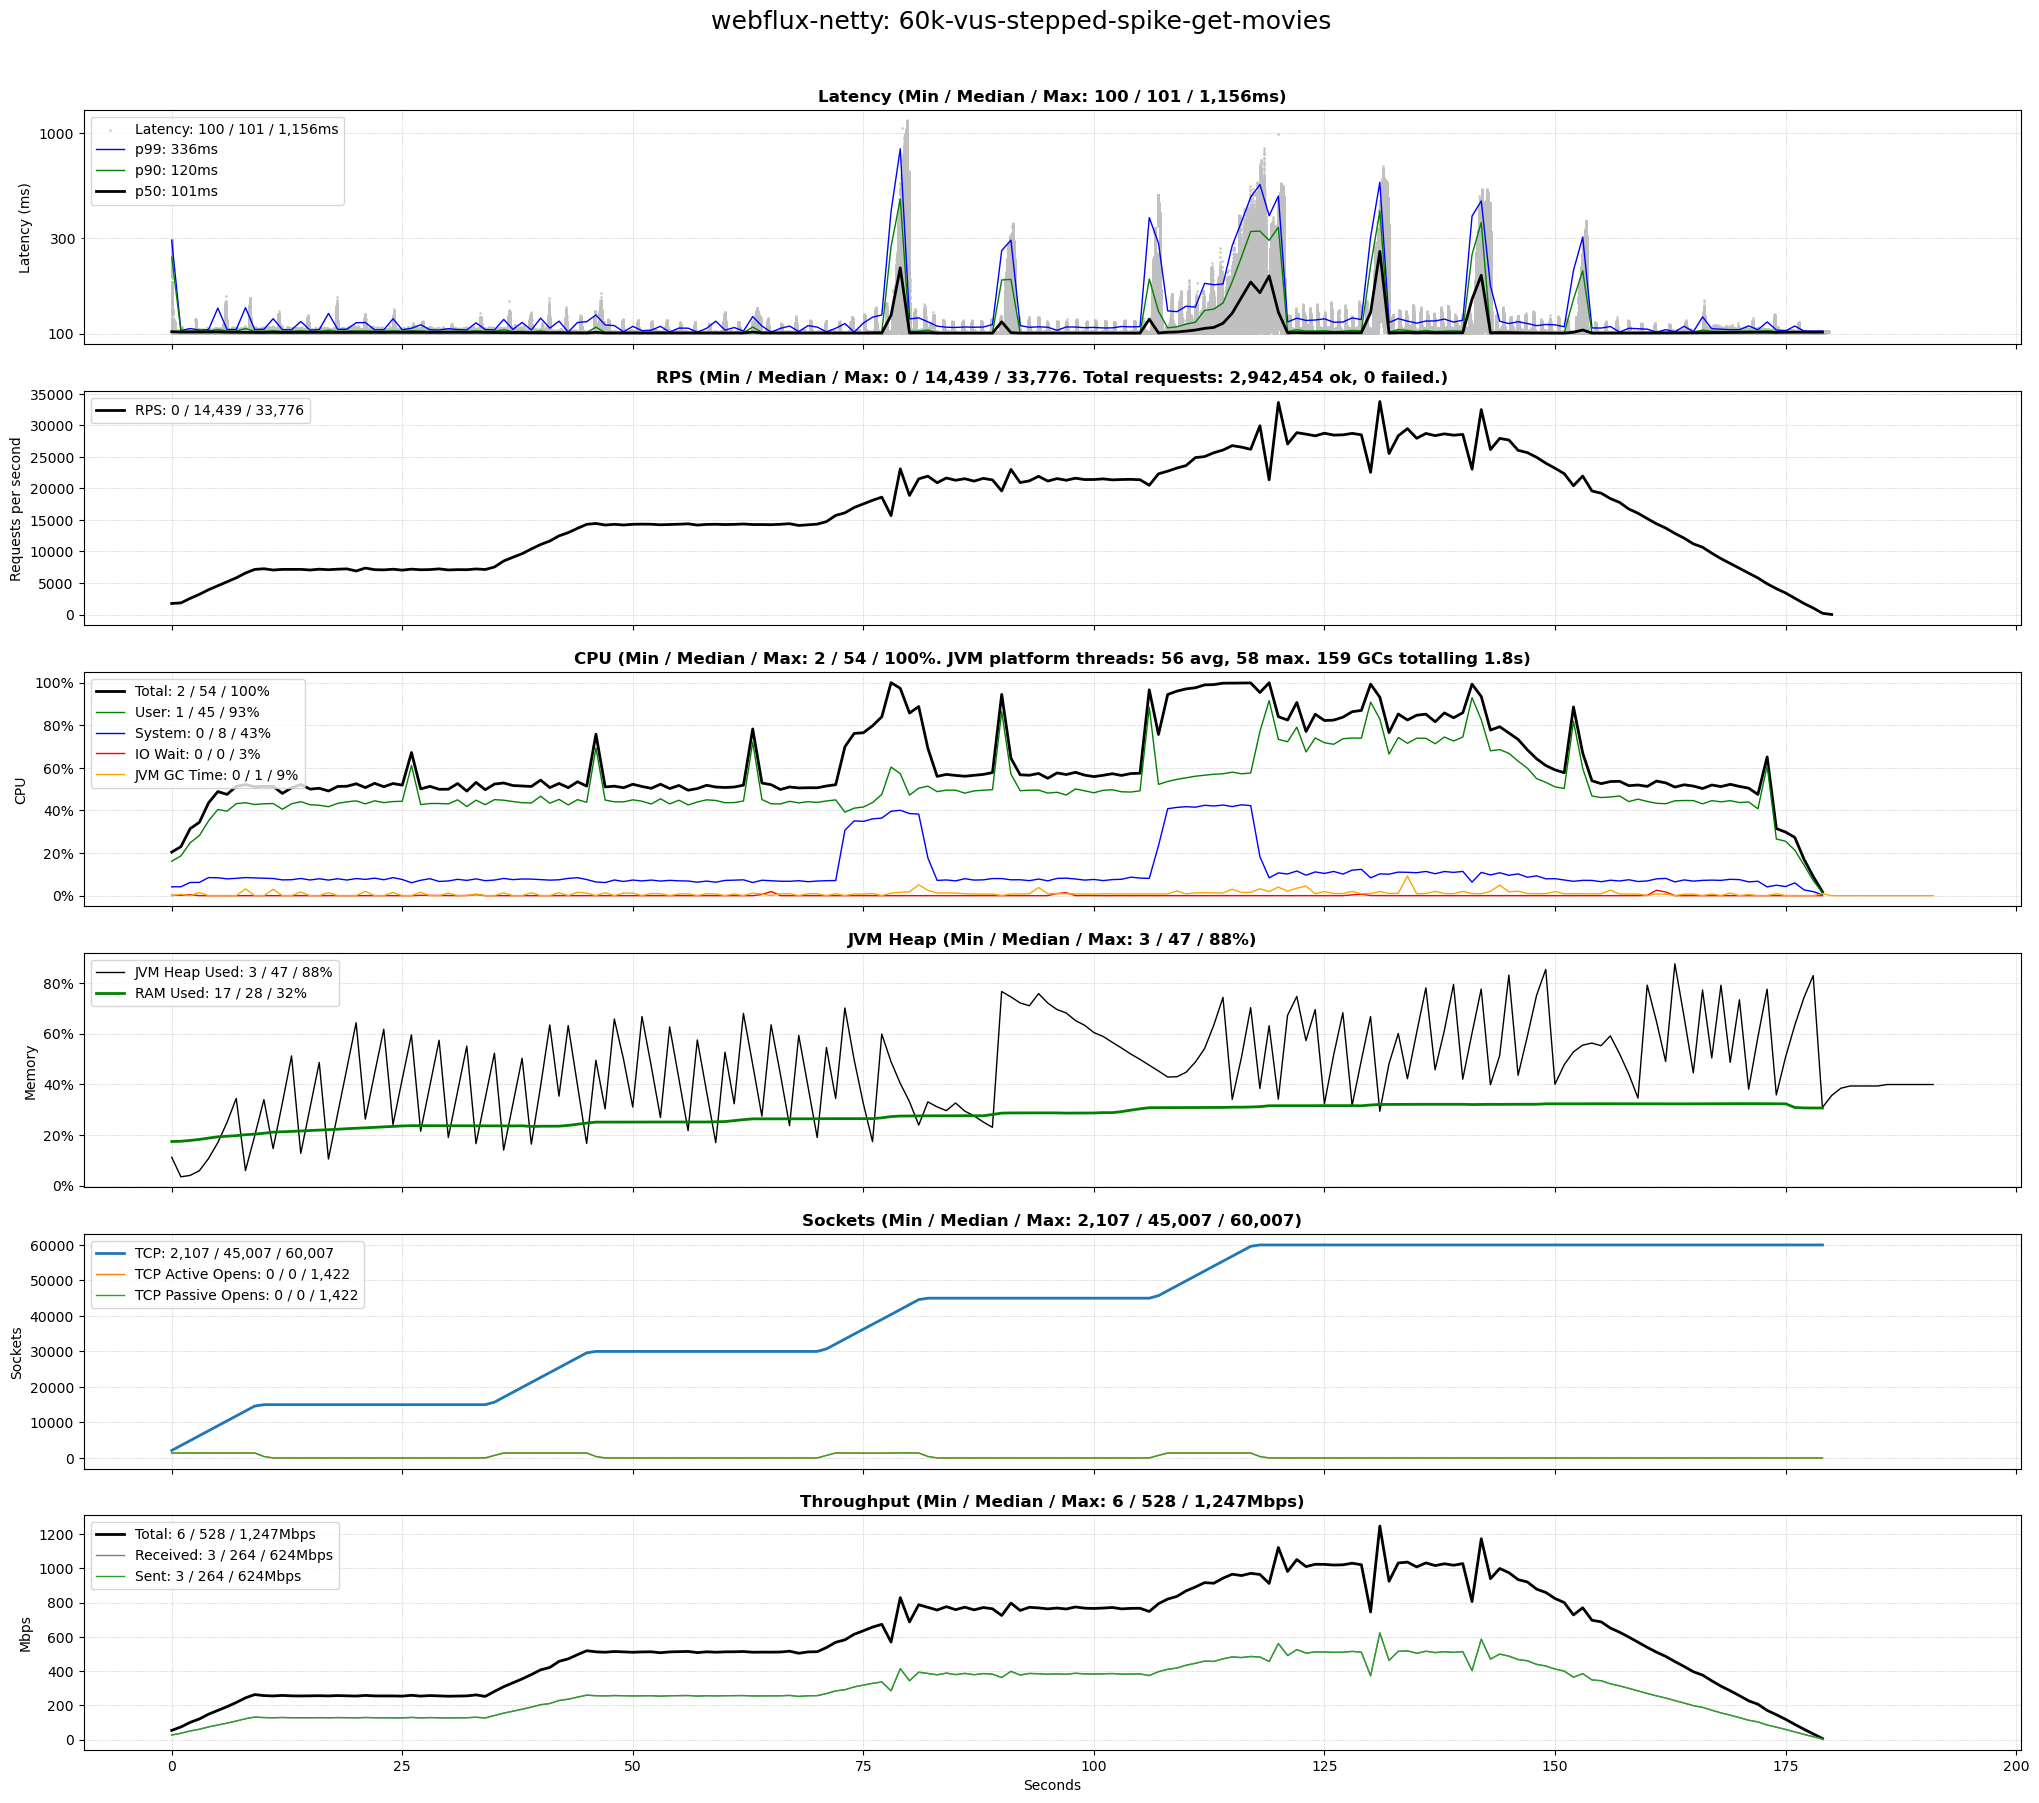 webflux-netty: 60k-vus-stepped-spike-get-movies
Latency (Min / Median / Max: 100 / 101 / 1,156ms)
Latency: 100 / 101 / 1,156ms
p99: 336ms
p90: 120ms
p50: 101ms
1000
300
100
Latency (ms)
RPS (Min / Median / Max: 0 / 14,439 / 33,776. Total requests: 2,942,454 ok, 0 failed.)
RPS: 0 / 14,439 / 33,776
35000
30000
25000
20000
15000
10000
5000
0
Requests per second
CPU (Min / Median / Max: 2 / 54 / 100%. JVM platform threads: 56 avg, 58 max. 159 GCs totalling 1.8s)
Total: 2 / 54 / 100%
User: 1 / 45 / 93%
System: 0 / 8 / 43%
IO Wait: 0 / 0 / 3%
JVM GC Time: 0 / 1 / 9%
100%
80%
60%
40%
20%
0%
CPU
JVM Heap (Min / Median / Max: 3 / 47 / 88%)
JVM Heap Used: 3 / 47 / 88%
RAM Used: 17 / 28 / 32%
80%
60%
40%
20%
0%
Memory
Sockets (Min / Median / Max: 2,107 / 45,007 / 60,007)
TCP: 2,107 / 45,007 / 60,007
TCP Active Opens: 0 / 0 / 1,422
TCP Passive Opens: 0 / 0 / 1,422
60000
50000
40000
30000
20000
10000
0
Sockets
Throughput (Min / Median / Max: 6 / 528 / 1,247Mbps)
Total: 6 / 528 / 1,247Mbps
Received: 3 / 264 / 624Mbps
Sent: 3 / 264 / 624Mbps
1200
1000
800
600
400
200
0
Mbps
0 25 50 75 100 125 150 175 200
Seconds